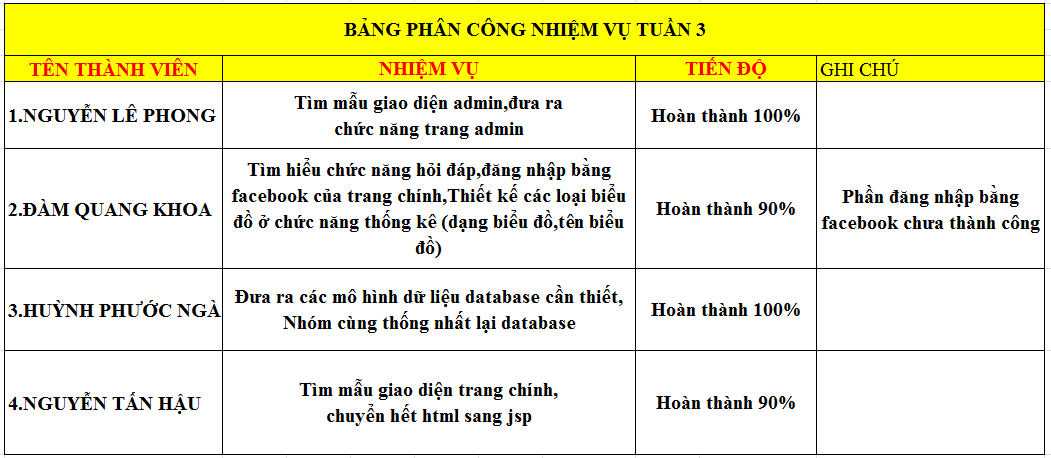 BẢNG PHÂN CÔNG NHIỆM VỤ TUẦN 3
TÊN THÀNH VIÊN
NHIỆM VỤ
TIẾN ĐỘ
GHI CHÚ
1.NGUYỄN LÊ PHONG
Tìm mẫu giao diện admin,đưa ra
chức năng trang admin
Hoàn thành 100%
2.ĐÀM QUANG KHOA
Tìm hiểu chức năng hỏi đáp,đăng nhập bằng
facebook của trang chính,Thiết kế các loại biểu
đồ ở chức năng thống kê (dạng biểu đồ,tên biểu
đồ)
Hoàn thành 90%
Phần đăng nhập bằng
facebook chưa thành công
3.HUỲNH PHƯỚC NGÀ
Đưa ra các mô hình dữ liệu database cần thiết,
Nhóm cùng thống nhất lại database
Hoàn thành 100%
4.NGUYỄN TẤN HẬU
Tìm mẫu giao diện trang chính,
chuyển hết html sang jsp
Hoàn thành 90%